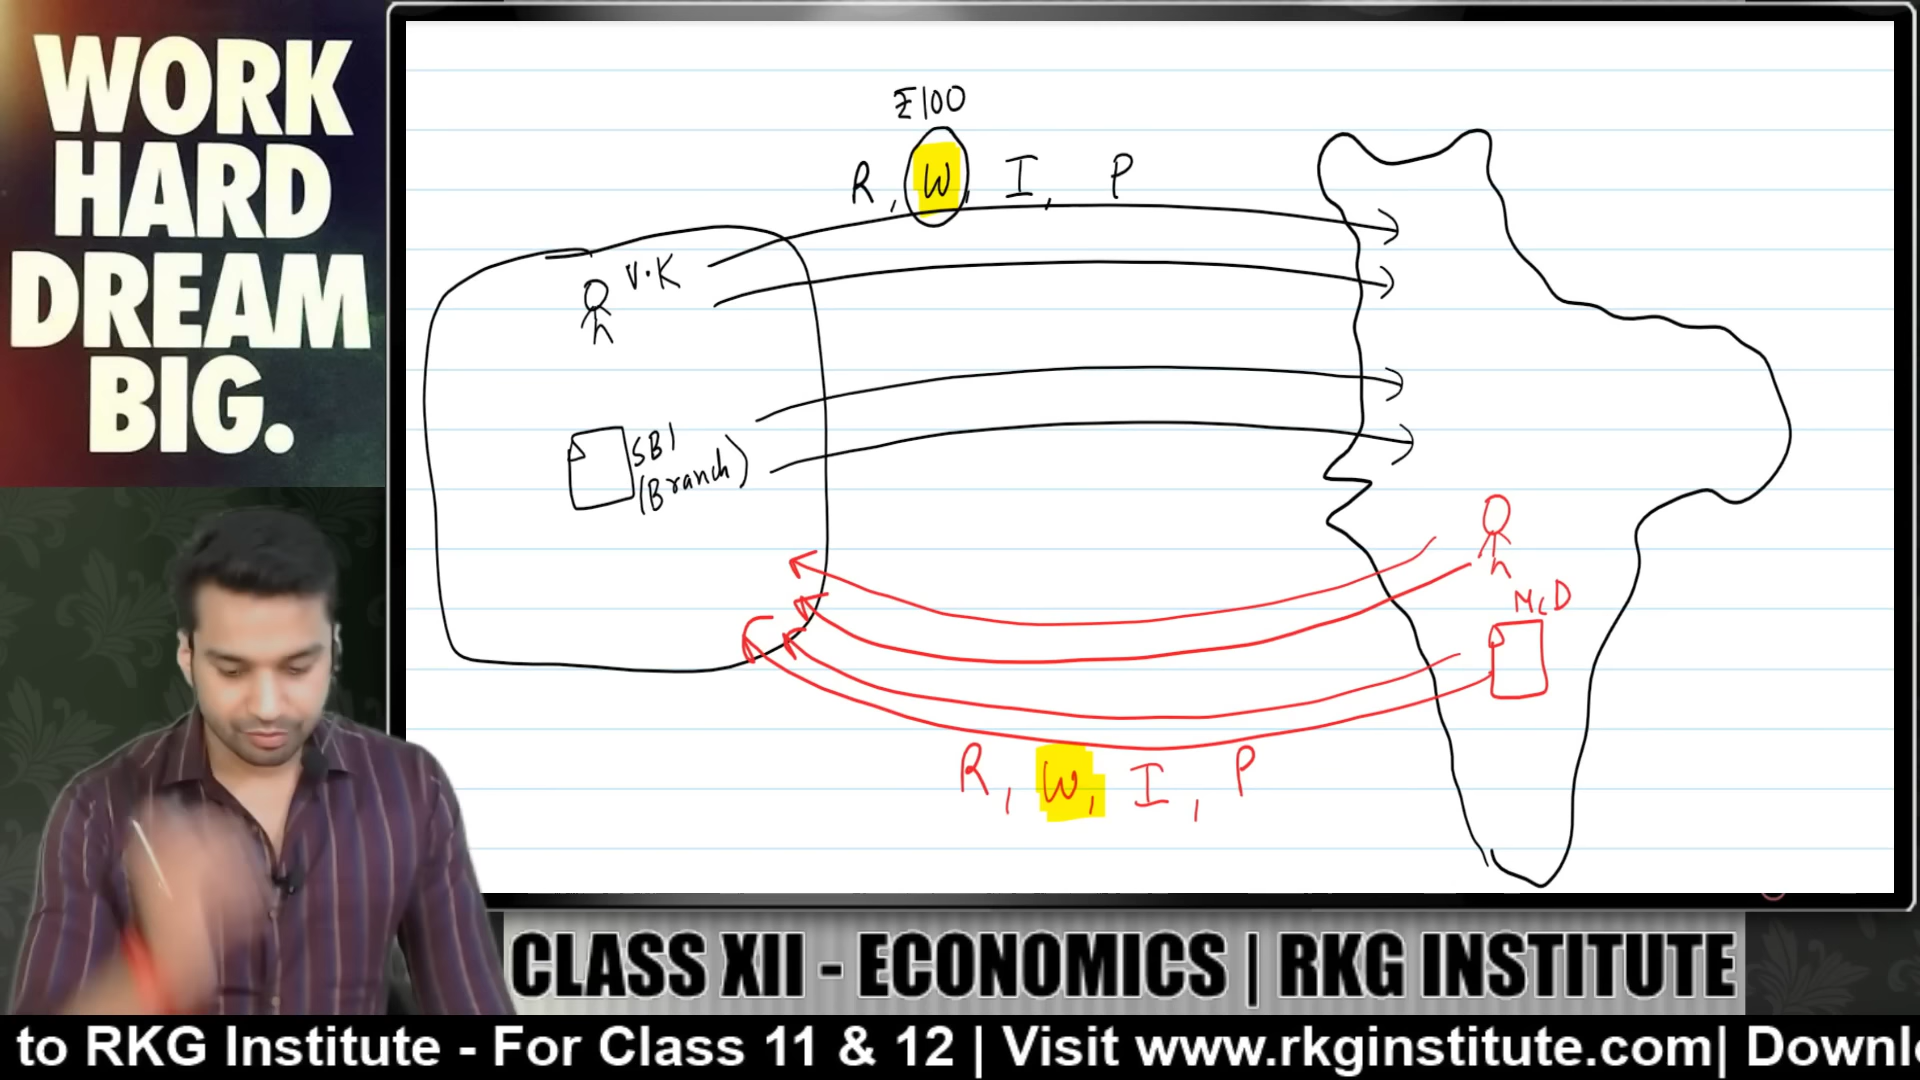 WORK
HARD
DREAM
BIG.
₹100
R, W, I, P
V.K
SBI
(Branch)
McD
R, W, I, P
CLASS XII - ECONOMICS | RKG INSTITUTE
to RKG Institute - For Class 11 & 12 | Visit www.rkginstitute.com| Downl